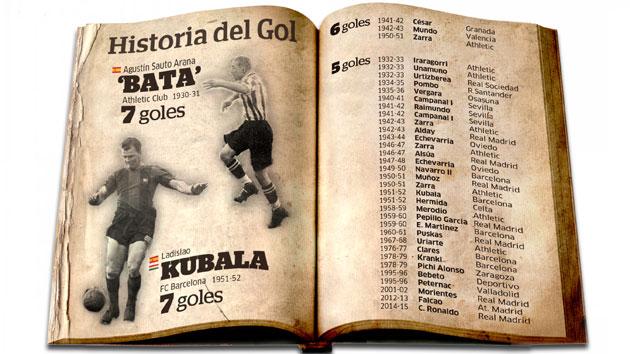 Historia del Gol
Agustín Sauto Arana
'BATA'
Athletic Club 1930-31
7 goles
Ladislao
KUBALA
FC Barcelona 1951-52
7 goles
6 goles 1941-42 César Granada
1942-43 Mundo Valencia
1950-51 Zarra Athletic
5 goles 1932-33 Iraragorri Athletic
1932-33 Unamuno Athletic
1932-33 Urtizberea Real Sociedad
1934-35 Pombo R Santander
1935-36 Vergara Osasuna
1940-41 Campanal I Sevilla
1941-42 Raimundo Sevilla
1941-42 Campanal I Sevilla
1942-43 Zarra Athletic
1942-43 Alday Real Madrid
1943-44 Echevarria Oviedo
1946-47 Zarra Athletic
1946-47 Alsúa Real Madrid
1947-48 Echevarria Oviedo
1949-50 Navarro II Barcelona
1950-51 Muñoz Real Madrid
1950-51 Zarra Athletic
1951-52 Kubala Barcelona
1951-52 Hermida Celta
1958-59 Merodio Athletic
1959-60 Pepillo Garcia Real Madrid
1959-60 E. Martinez Barcelona
1960-61 Puskas Real Madrid
1967-68 Uriarte Athletic
1976-77 Clares Barcelona
1978-79 Kranki Barcelona
1978-79 Pichi Alonso Zaragoza
1995-96 Bebeto Deportivo
1995-96 Peternac Valladolid
2001-02 Morientes Real Madrid
2012-13 Falcao At. Madrid
2014-15 C. Ronaldo Real Madrid